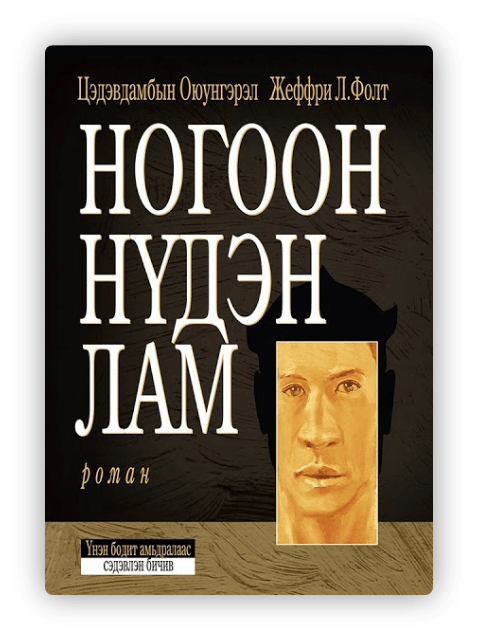 Цэдэвдамбын Оюунгэрэл Жеффри Л.Фолт
НОГООН
НҮДЭН
ЛАМ
роман
Үнэн бодит амьдралаас
сэдэвлэн бичив